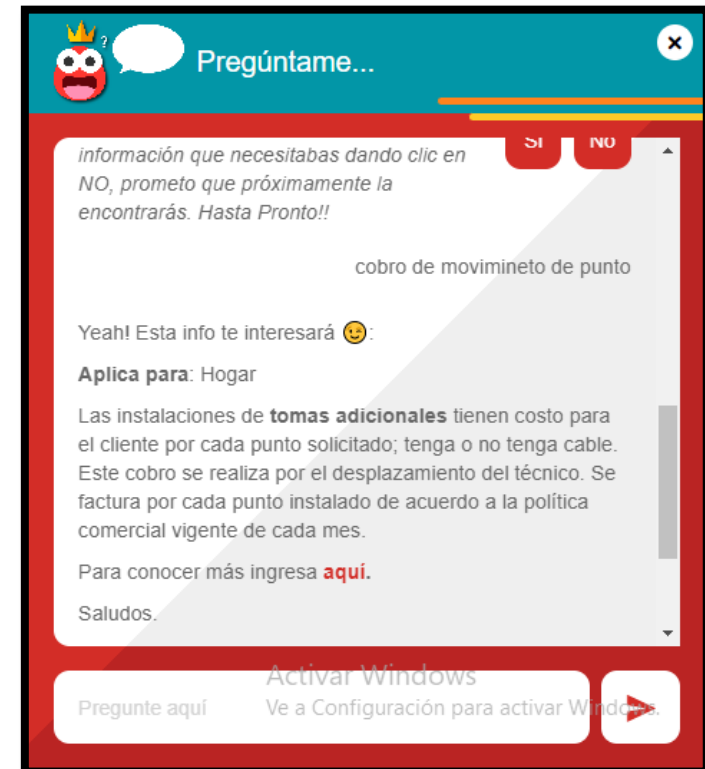 ?
Pregúntame...
×
información que necesitabas dando clic en
NO, prometo que próximamente la
encontrarás. Hasta Pronto!!
SI
No
cobro de movimineto de punto
Yeah! Esta info te interesará 😉:
Aplica para: Hogar
Las instalaciones de tomas adicionales tienen costo para
el cliente por cada punto solicitado; tenga o no tenga cable.
Este cobro se realiza por el desplazamiento del técnico. Se
factura por cada punto instalado de acuerdo a la política
comercial vigente de cada mes.
Para conocer más ingresa aquí.
Saludos.
Activar Windows
Pregunte aquí
Ve a Configuración para activar Windows.